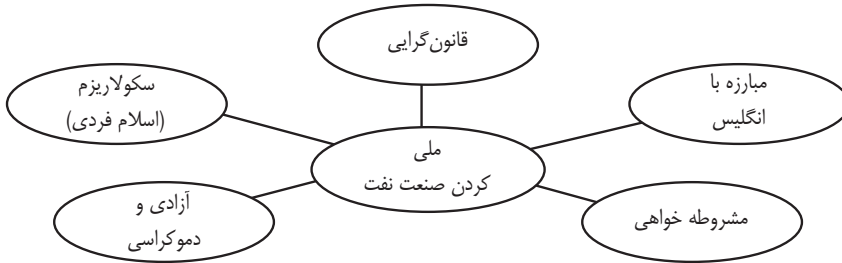 قانون‌گرایی
مبارزه با
انگلیس
سکولاریزم
(اسلام فردی)
ملی
کردن صنعت نفت
مشروطه خواهی
آزادی و
دموکراسی